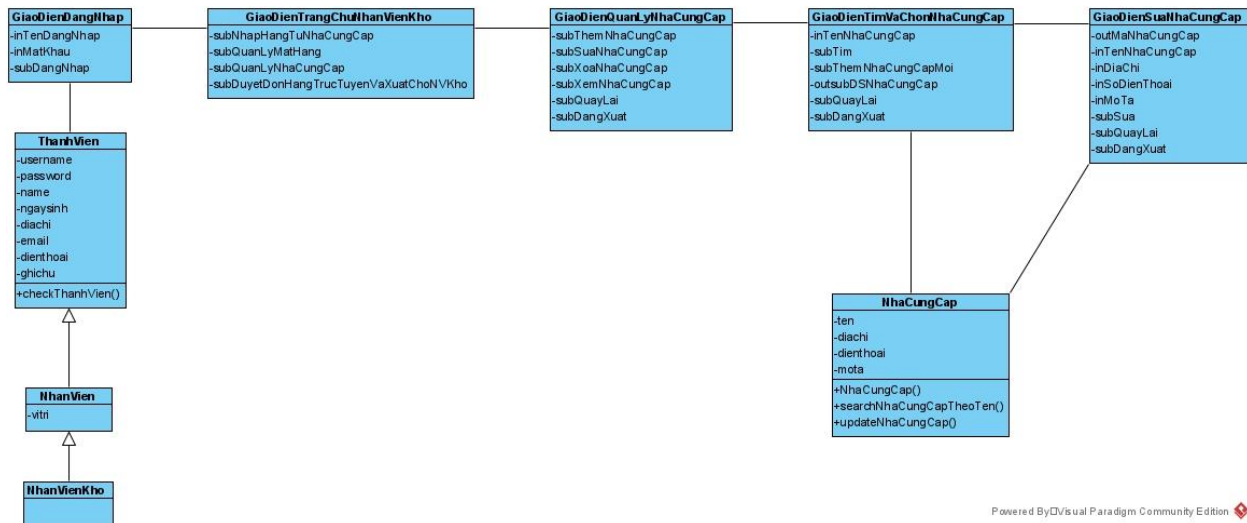 GiaoDienDangNhap
-inTenDangNhap
-inMatKhau
-subDangNhap
GiaoDienTrangChuNhanVienKho
-subNhapHangTuNhaCungCap
-subQuanLyMatHang
-subQuanLyNhaCungCap
-subDuyetDonHangTrucTuyenVaXuatChoNVKho
GiaoDienQuanLyNhaCungCap
-subThemNhaCungCap
-subSuaNhaCungCap
-subXoaNhaCungCap
-subXemNhaCungCap
-subQuayLai
-subDangXuat
GiaoDienTimVaChonNhaCungCap
-inTenNhaCungCap
-subTim
-subThemNhaCungCapMoi
-outsubDSNhaCungCap
-subQuayLai
-subDangXuat
GiaoDienSuaNhaCungCap
-outMaNhaCungCap
-inTenNhaCungCap
-inDiaChi
-inSoDienThoai
-inMoTa
-subSua
-subQuayLai
-subDangXuat
ThanhVien
-username
-password
-name
-ngaysinh
-diachi
-email
-dienthoai
-ghichu
+checkThanhVien()
NhaCungCap
-ten
-diachi
-dienthoai
-mota
+NhaCungCap()
+searchNhaCungCapTheoTen()
+updateNhaCungCap()
NhanVien
-vitri
NhanVienKho
Powered By□Visual Paradigm Community Edition